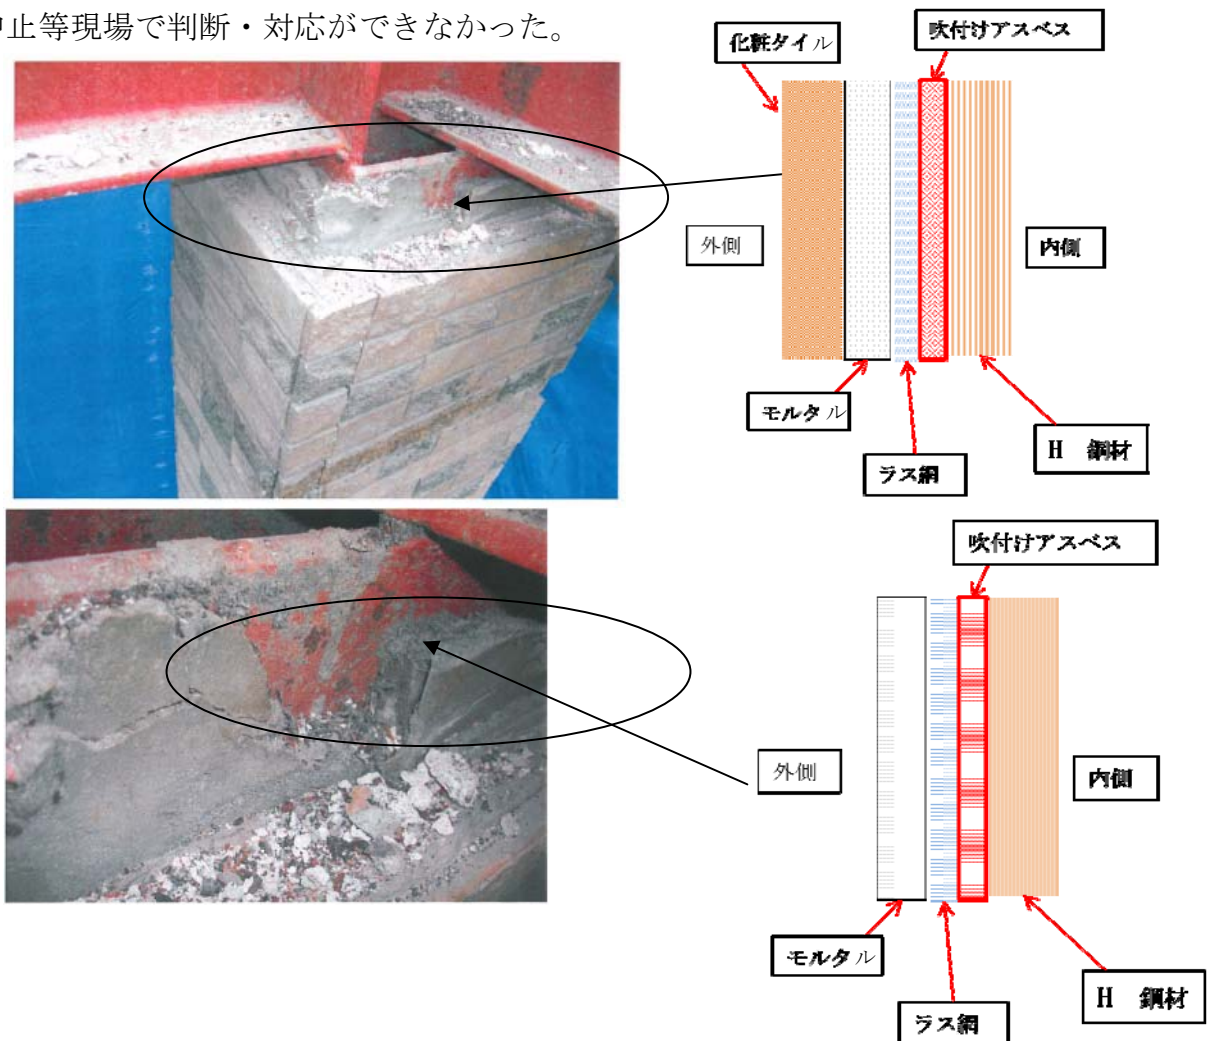 中止等現場で判断・対応ができなかった。
化粧タイル
吹付けアスベス
外側
内側
モルタル
ラス網
H 鋼材
吹付けアスベス
外側
内側
モルタル
ラス網
H 鋼材